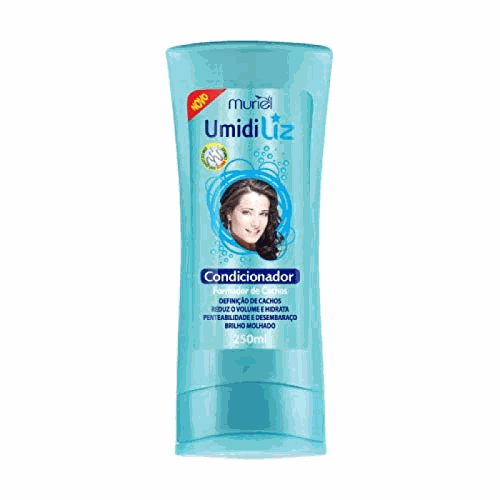 NOVO
muriel
UmidiLiz
Condicionador
Formador de Cachos
DEFINIÇÃO DE CACHOS
REDUZ O VOLUME E HIDRATA
PENTEABILIDADE E DESEMBARAÇO
BRILHO MOLHADO
250ml